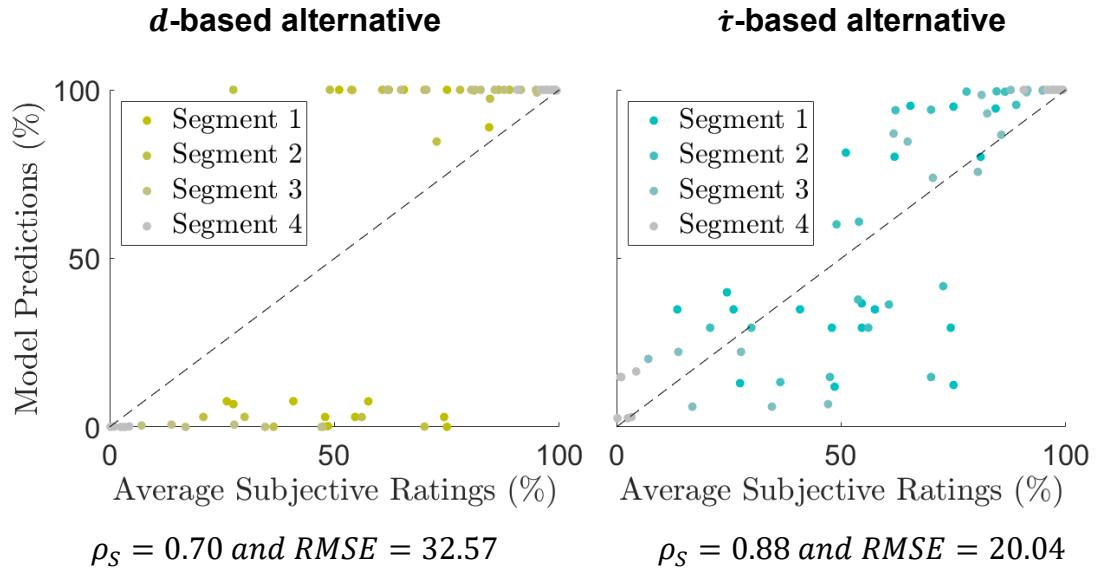 d-based alternative
Model Predictions (%)
100
50
0
Segment 1
Segment 2
Segment 3
Segment 4
0 50 100
Average Subjective Ratings (%)
ρS = 0.70 and RMSE = 32.57
τ̇-based alternative
Segment 1
Segment 2
Segment 3
Segment 4
0 50 100
Average Subjective Ratings (%)
ρS = 0.88 and RMSE = 20.04